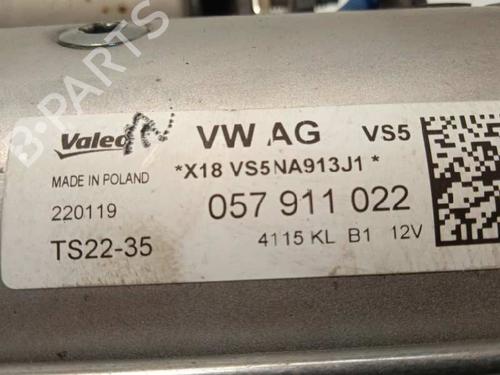 Valeo
VW AG
VS5
*X18 VS5NA913J1 *
MADE IN POLAND
220119
057 911 022
TS22-35
4115 KL B1 12V
B-PARTS